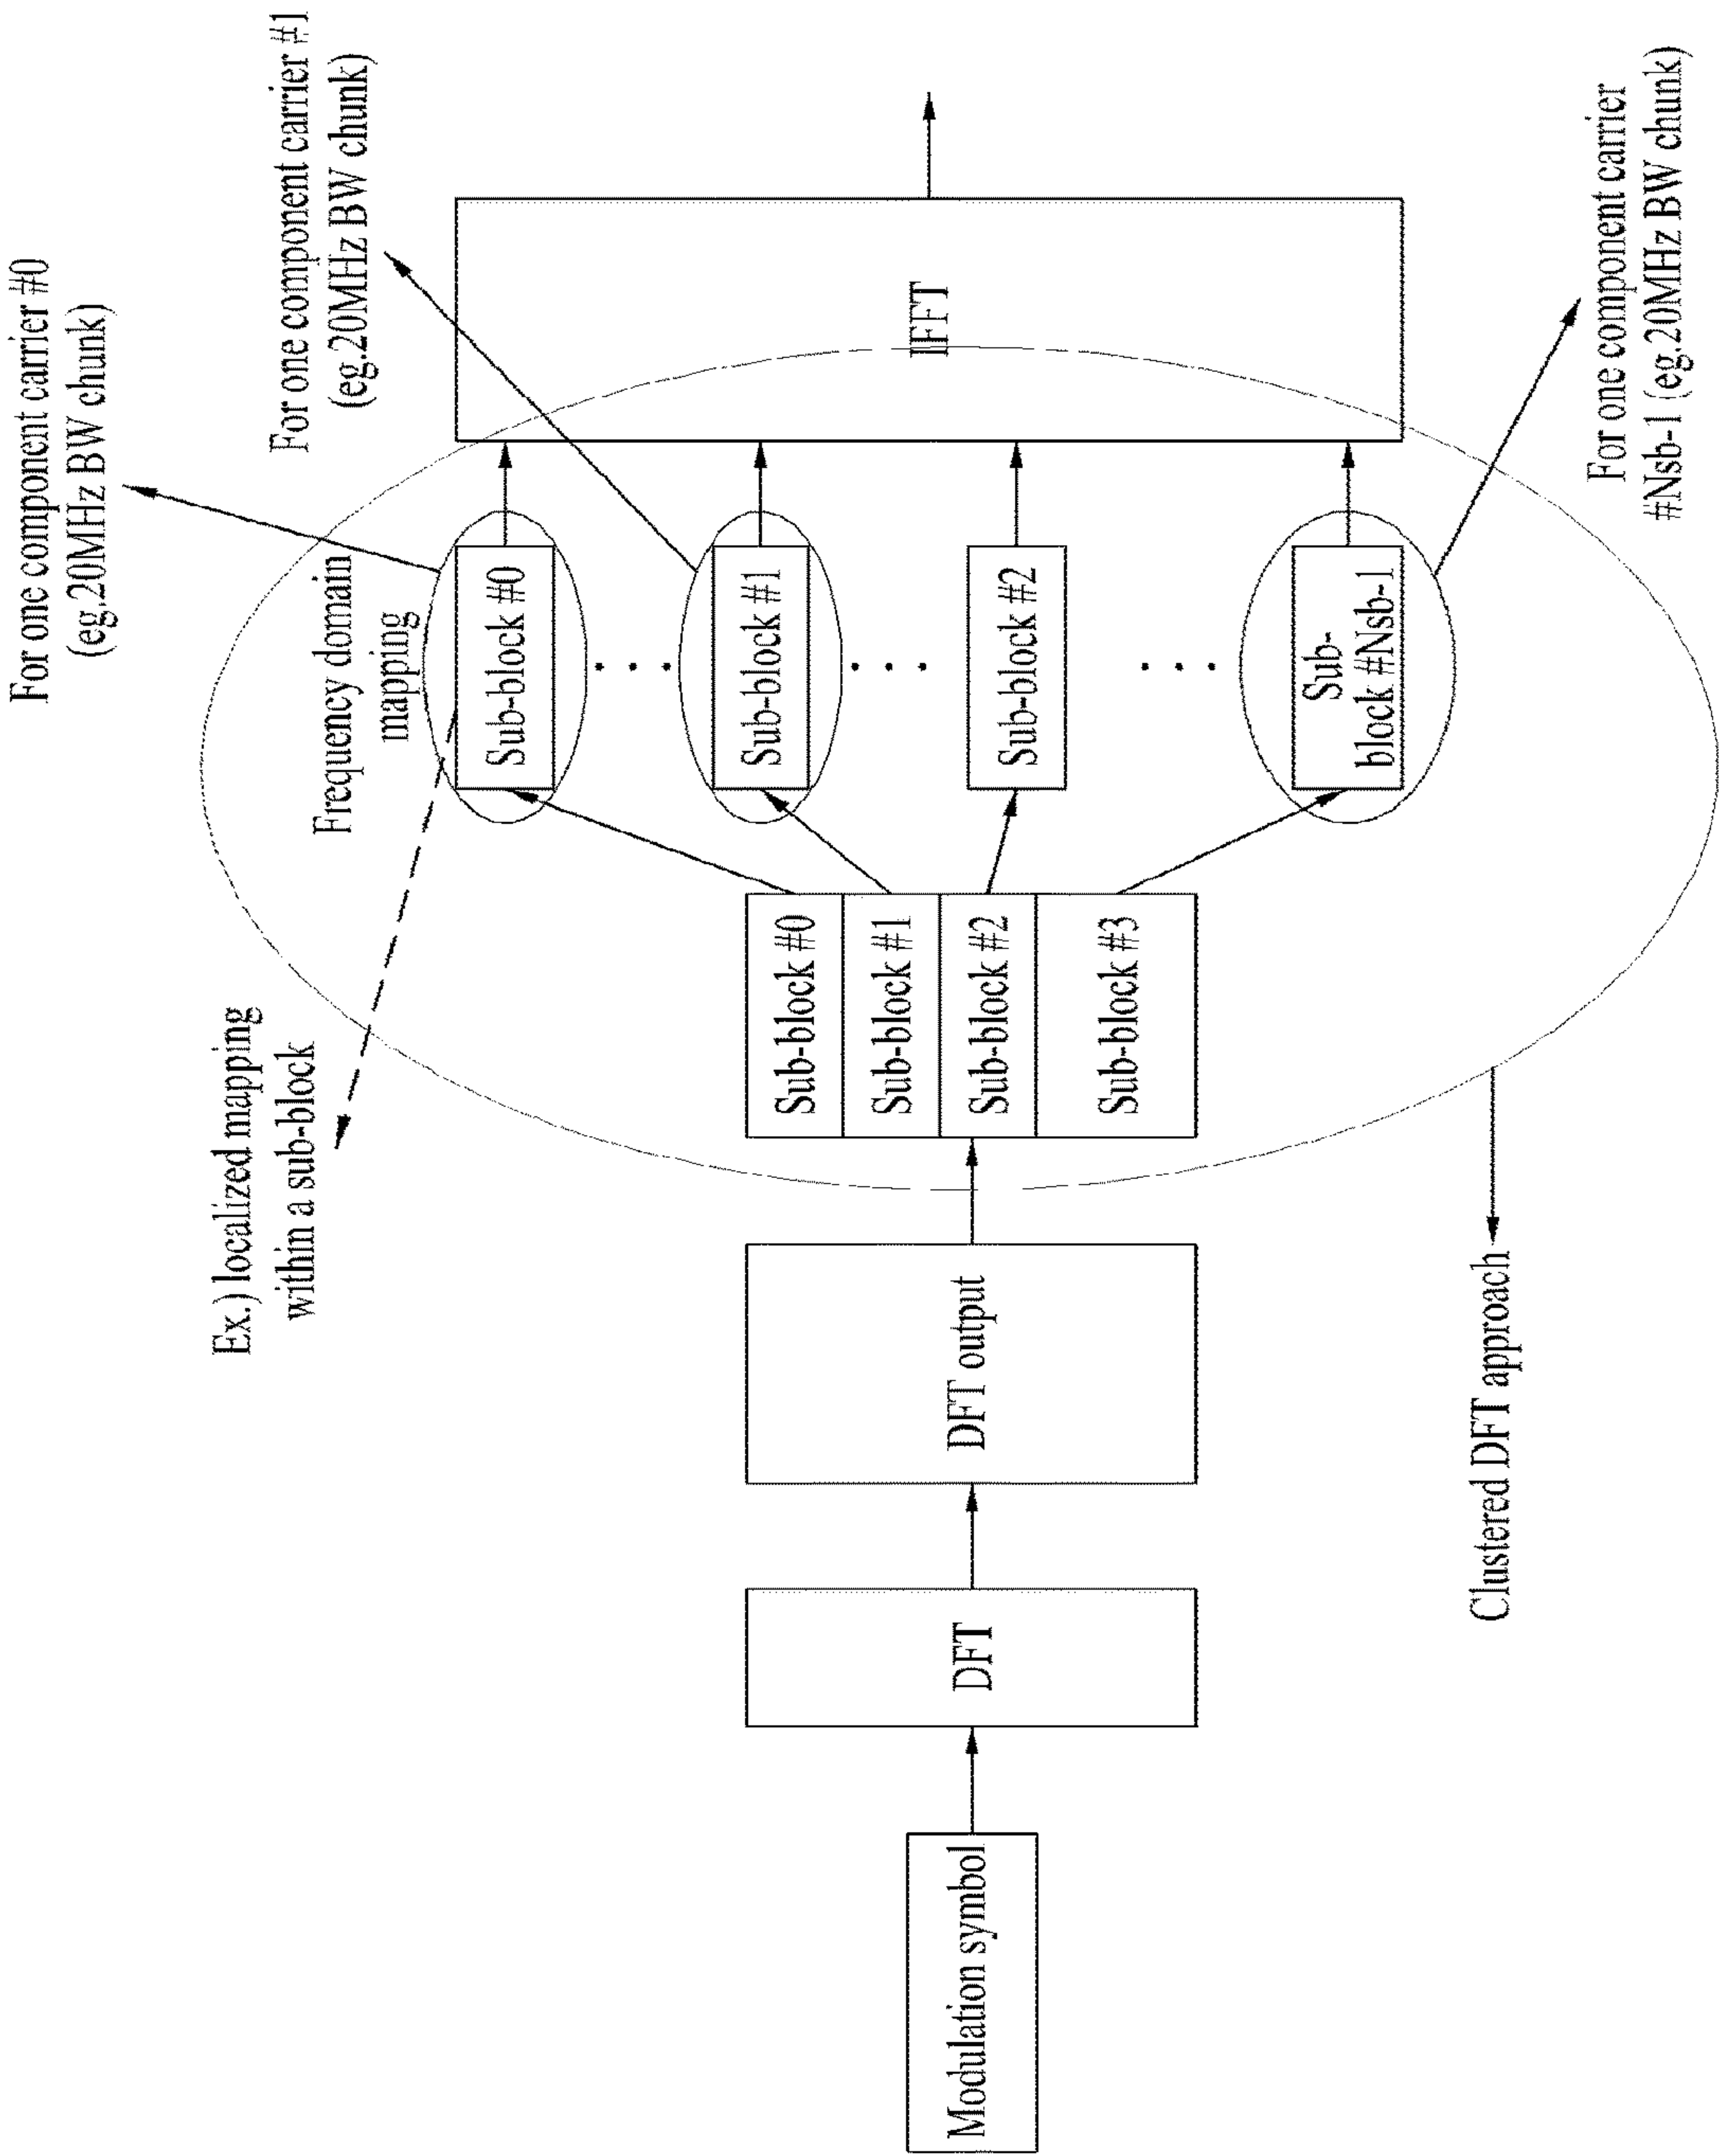 For one component carrier #0
(eg.20MHz BW chunk)
For one component carrier #1
(eg.20MHz BW chunk)
Frequency domain
mapping
Ex.) localized mapping
within a sub-block
Modulation symbol
DFT
DFT output
Sub-block #0
Sub-block #1
Sub-block #2
Sub-block #3
Sub-block #0
Sub-block #1
Sub-block #2
Sub-
block #Nsb-1
IFFT
Clustered DFT approach
For one component carrier
#Nsb-1 (eg.20MHz BW chunk)